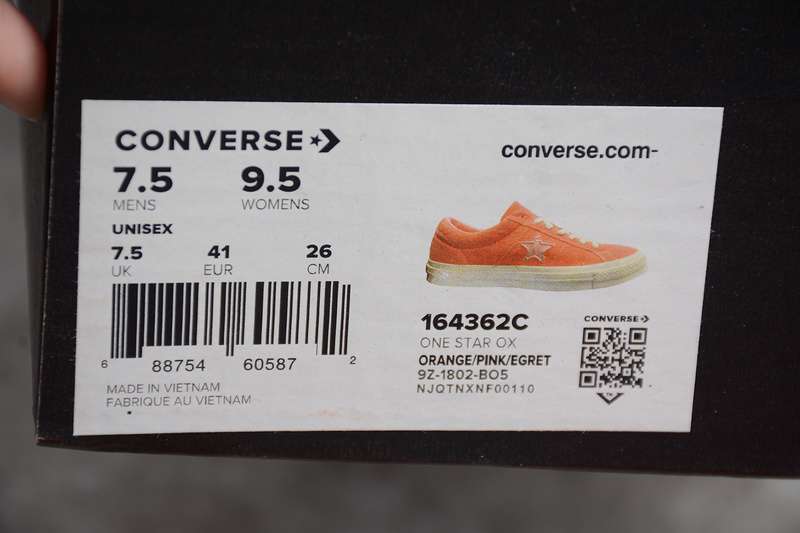 CONVERSE
converse.com-
7.5 9.5
MENS WOMENS
UNISEX
7.5 41 26
UK EUR CM
6 88754 60587 2
MADE IN VIETNAM
FABRIQUE AU VIETNAM
164362C
ONE STAR OX
ORANGE/PINK/EGRET
9Z-1802-BO5
NJQTNXNF00110
CONVERSE